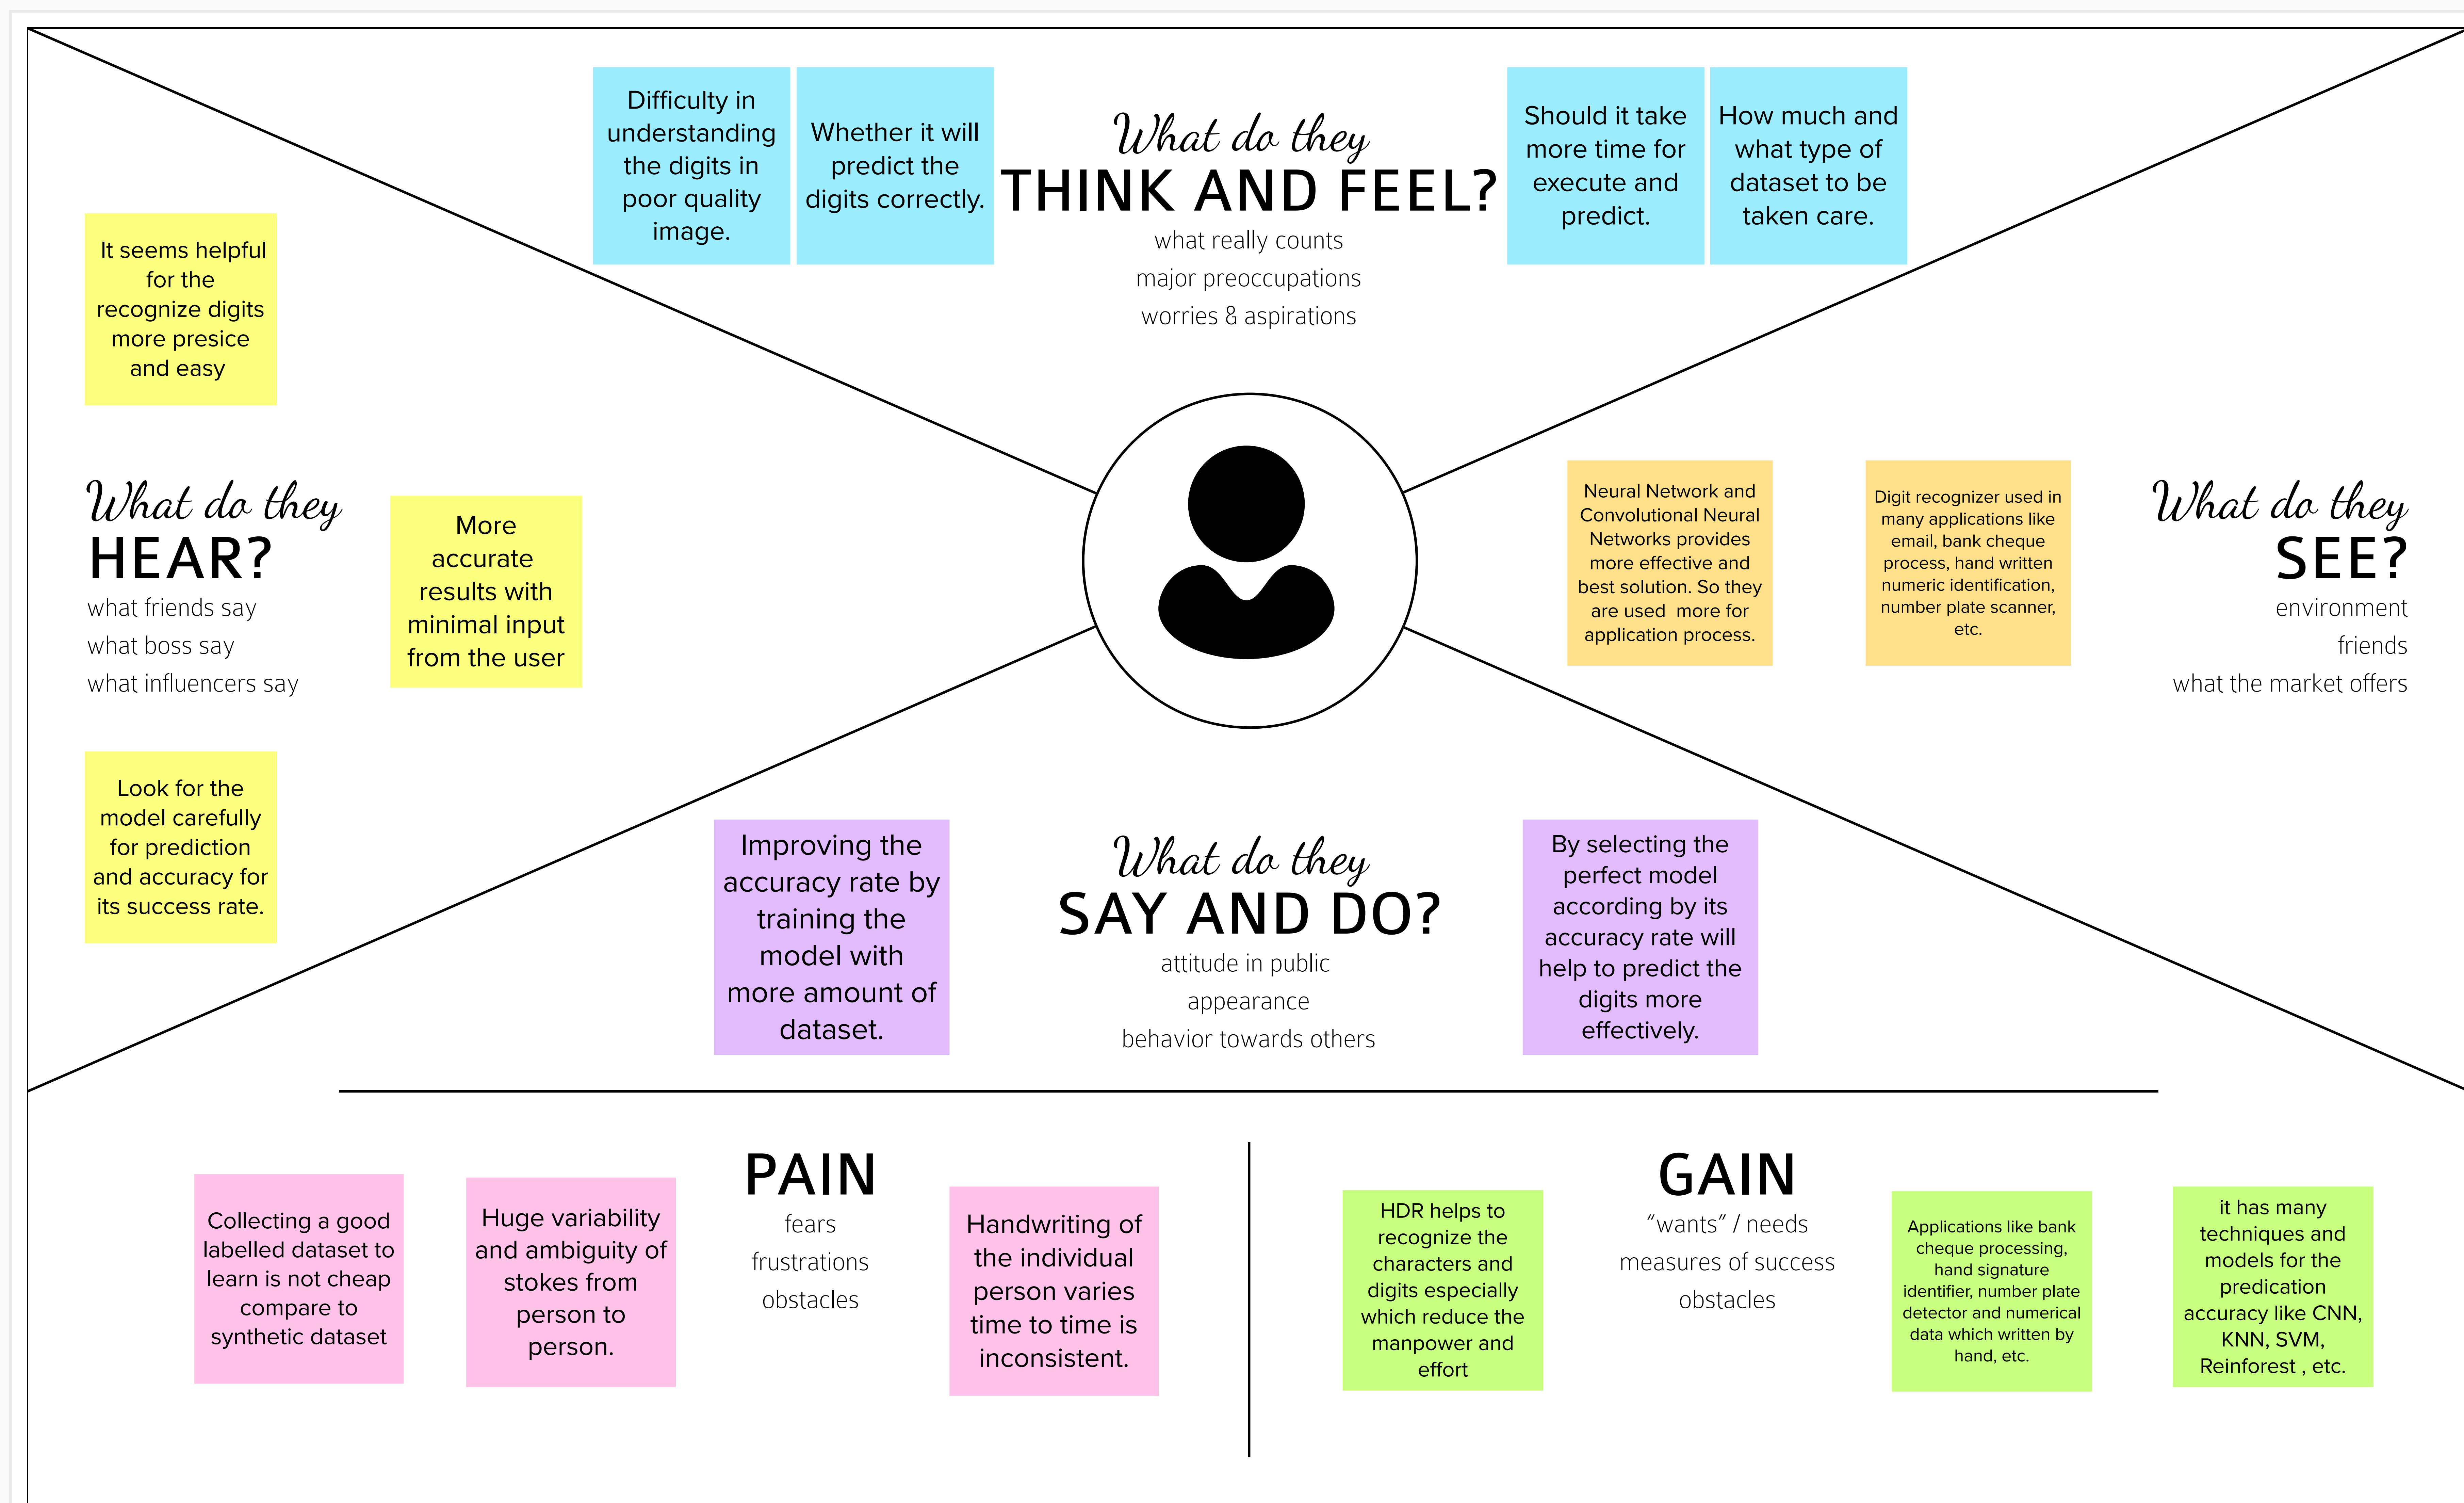 Difficulty in
understanding
the digits in
poor quality
image.
Whether it will
predict the
digits correctly.
What do they
THINK AND FEEL?
what really counts
major preoccupations
worries & aspirations
Should it take
more time for
execute and
predict.
How much and
what type of
dataset to be
taken care.
It seems helpful
for the
recognize digits
more presice
and easy
What do they
HEAR?
what friends say
what boss say
what influencers say
More
accurate
results with
minimal input
from the user
Look for the
model carefully
for prediction
and accuracy for
its success rate.
Neural Network and
Convolutional Neural
Networks provides
more effective and
best solution. So they
are used  more for
application process.
Digit recognizer used in
many applications like
email, bank cheque
process, hand written
numeric identification,
number plate scanner,
etc.
What do they
SEE?
environment
friends
what the market offers
Improving the
accuracy rate by
training the
model with
more amount of
dataset.
What do they
SAY AND DO?
attitude in public
appearance
behavior towards others
By selecting the
perfect model
according by its
accuracy rate will
help to predict the
digits more
effectively.
Collecting a good
labelled dataset to
learn is not cheap
compare to
synthetic dataset
Huge variability
and ambiguity of
stokes from
person to
person.
PAIN
fears
frustrations
obstacles
Handwriting of
the individual
person varies
time to time is
inconsistent.
HDR helps to
recognize the
characters and
digits especially
which reduce the
manpower and
effort
GAIN
“wants” / needs
measures of success
obstacles
Applications like bank
cheque processing,
hand signature
identifier, number plate
detector and numerical
data which written by
hand, etc.
it has many
techniques and
models for the
predication
accuracy like CNN,
KNN, SVM,
Reinforest , etc.